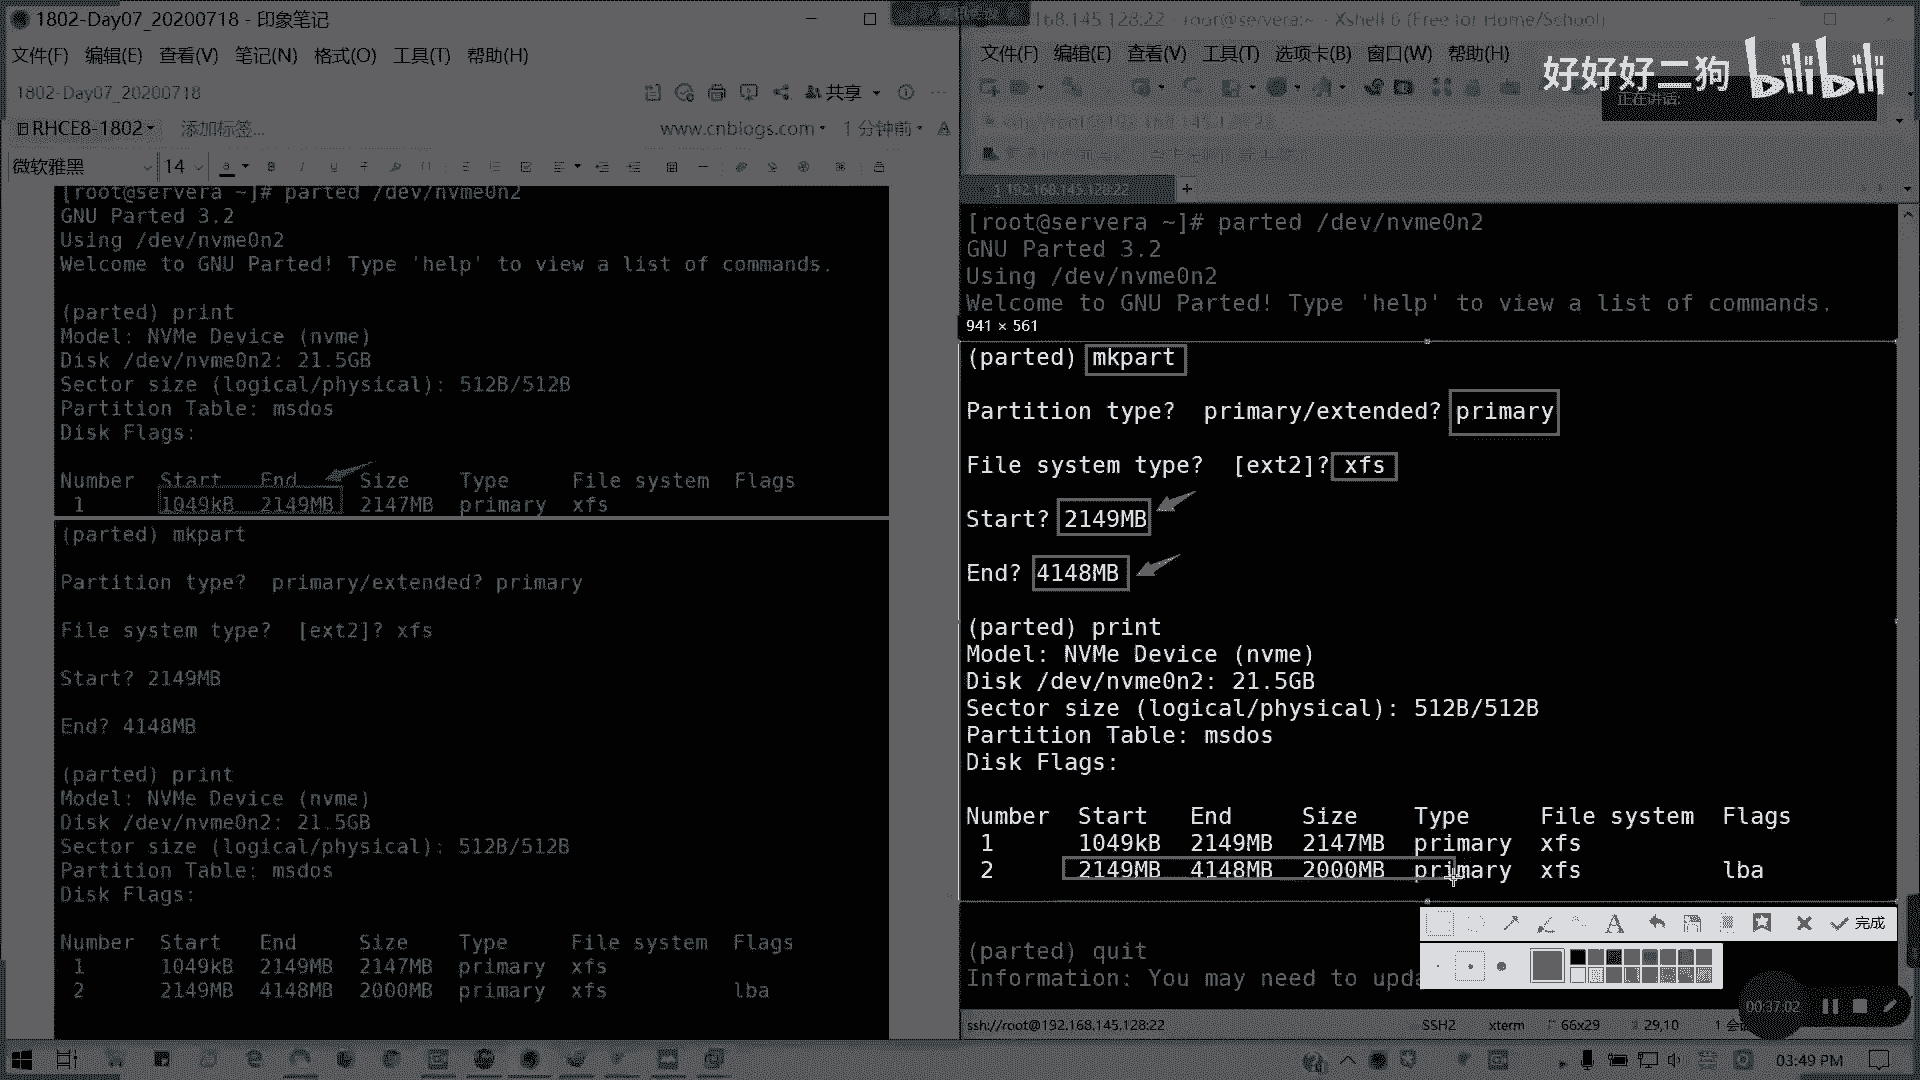 1802-Day07_20200718 - 印象笔记
文件(F) 编辑(E) 查看(V) 笔记(N) 格式(O) 工具(T) 帮助(H)
1802-Day07_20200718
共享
RHCE8-1802 添加标签...
www.cnblogs.com 1 分钟前
微软雅黑 14
[root@servera ~]# parted /dev/nvme0n2
GNU Parted 3.2
Using /dev/nvme0n2
Welcome to GNU Parted! Type 'help' to view a list of commands.
(parted) print
Model: NVMe Device (nvme)
Disk /dev/nvme0n2: 21.5GB
Sector size (logical/physical): 512B/512B
Partition Table: msdos
Disk Flags:
Number Start End Size Type File system Flags
1 1049kB 2149MB 2147MB primary xfs
(parted) mkpart
Partition type? primary/extended? primary
File system type? [ext2]? xfs
Start? 2149MB
End? 4148MB
(parted) print
Model: NVMe Device (nvme)
Disk /dev/nvme0n2: 21.5GB
Sector size (logical/physical): 512B/512B
Partition Table: msdos
Disk Flags:
Number Start End Size Type File system Flags
1 1049kB 2149MB 2147MB primary xfs
2 2149MB 4148MB 2000MB primary xfs lba
168.145.128:22 - root@servera:~ - Xshell 6 (Free for Home/School)
文件(F) 编辑(E) 查看(V) 工具(T) 选项卡(B) 窗口(W) 帮助(H)
好好好二狗 bilibili
正在讲话:
1 192.168.145.128:22
[root@servera ~]# parted /dev/nvme0n2
GNU Parted 3.2
Using /dev/nvme0n2
Welcome to GNU Parted! Type 'help' to view a list of commands.
941 × 561
(parted) mkpart
Partition type? primary/extended? primary
File system type? [ext2]? xfs
Start? 2149MB
End? 4148MB
(parted) print
Model: NVMe Device (nvme)
Disk /dev/nvme0n2: 21.5GB
Sector size (logical/physical): 512B/512B
Partition Table: msdos
Disk Flags:
Number Start End Size Type File system Flags
1 1049kB 2149MB 2147MB primary xfs
2 2149MB 4148MB 2000MB primary xfs lba
完成
(parted) quit
Information: You may need to upda
00:37:02
ssh://root@192.168.145.128:22 SSH2 xterm 66x29 29,10 1
03:49 PM